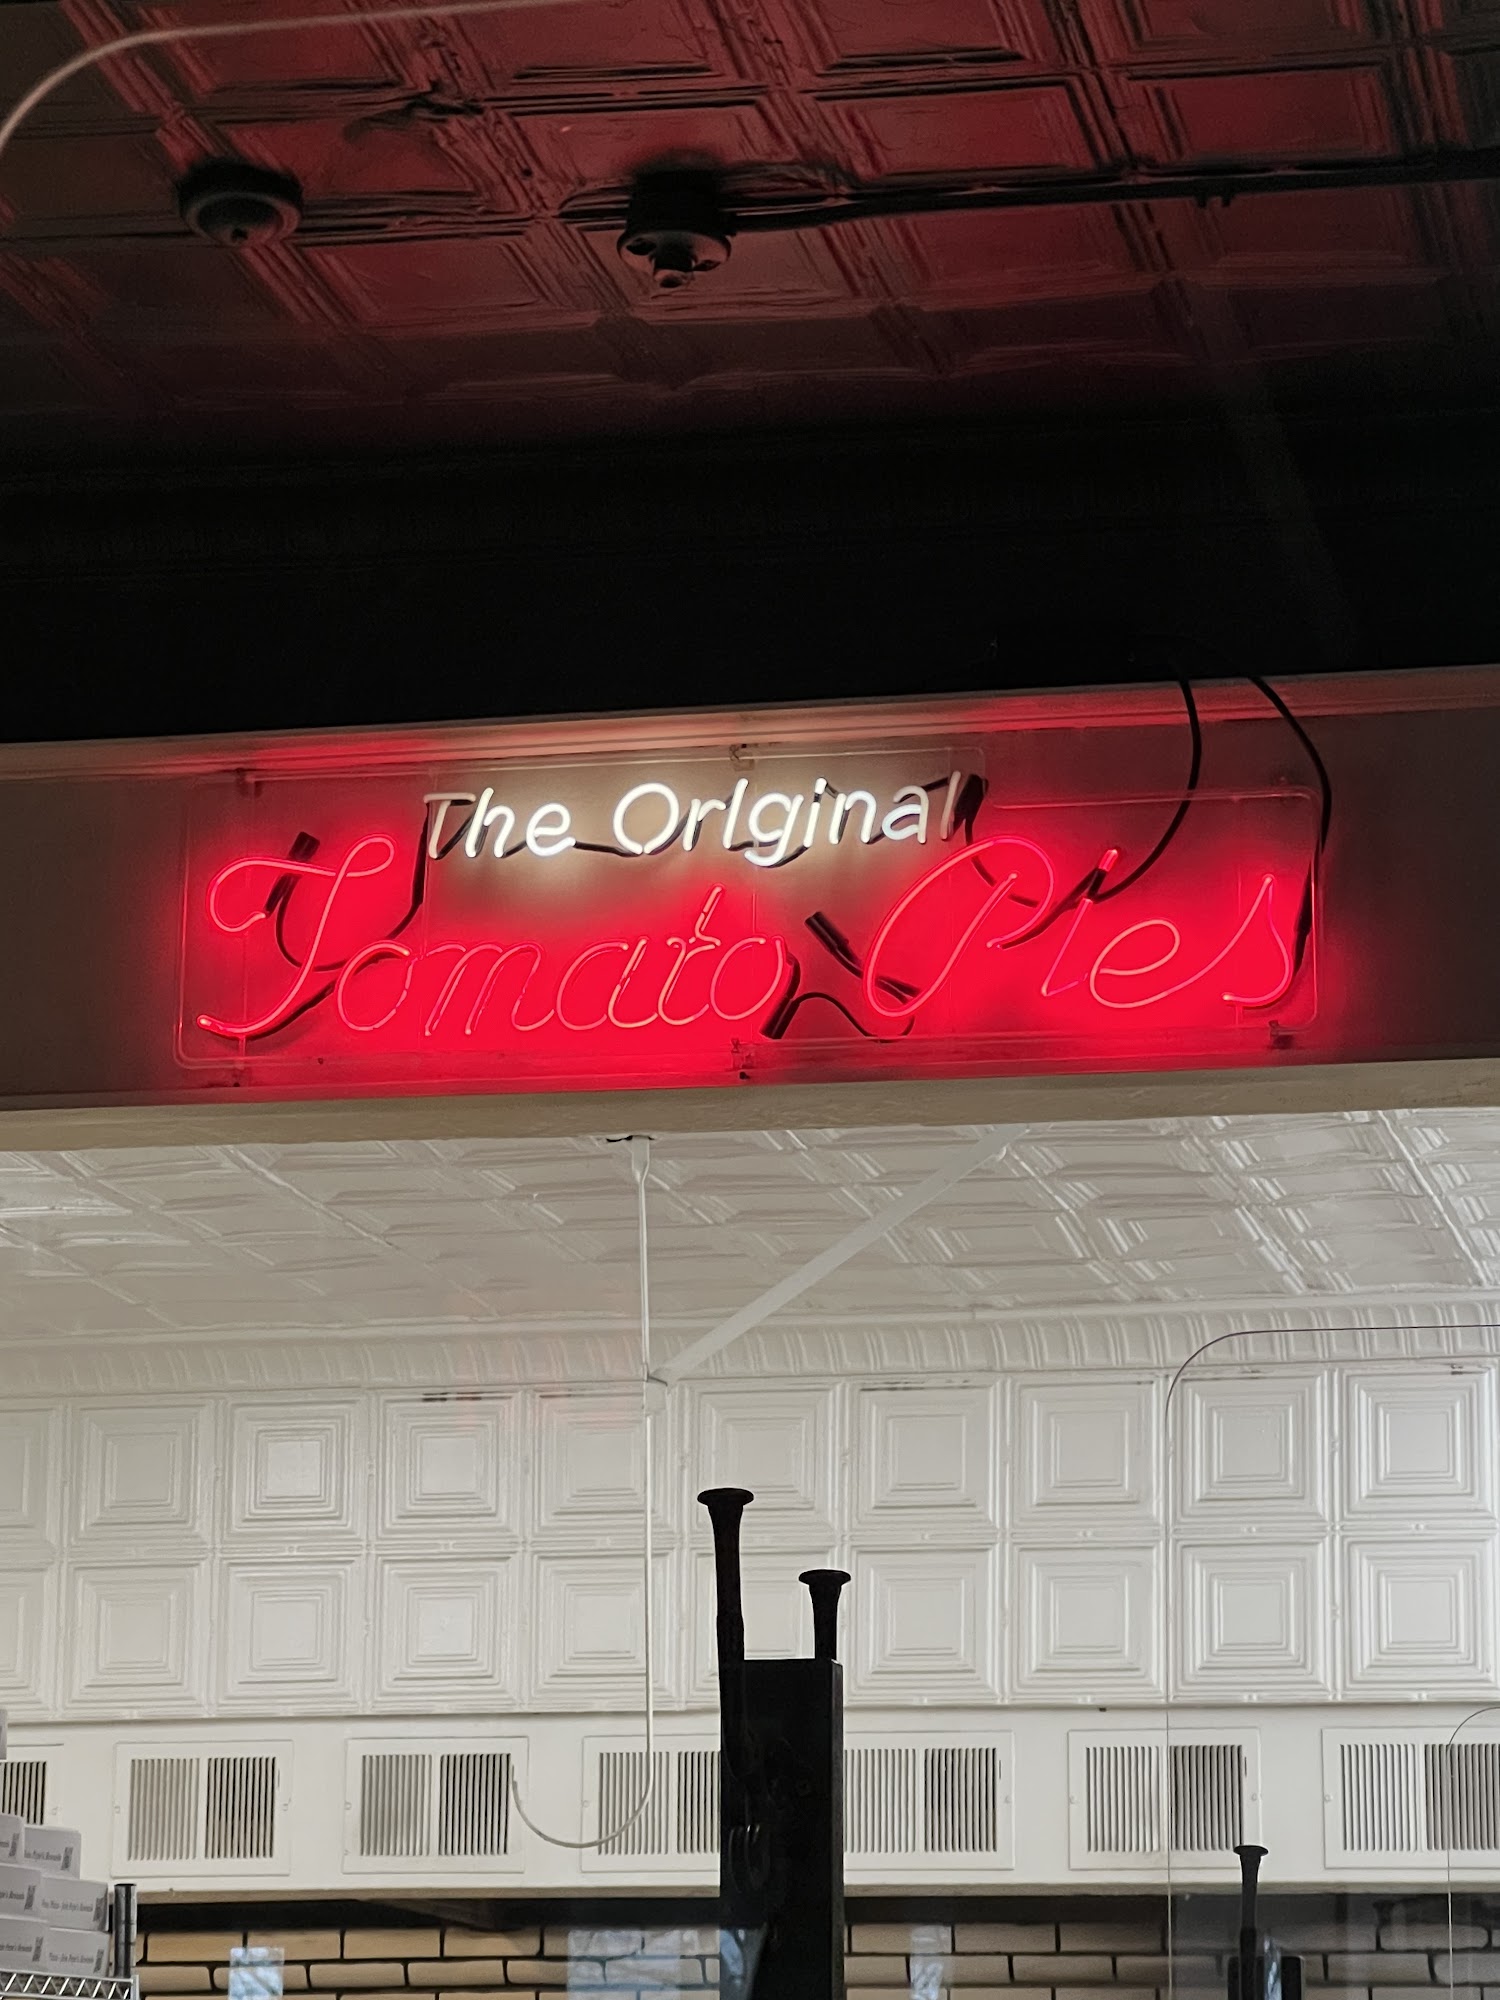 The Original
Tomato Pies